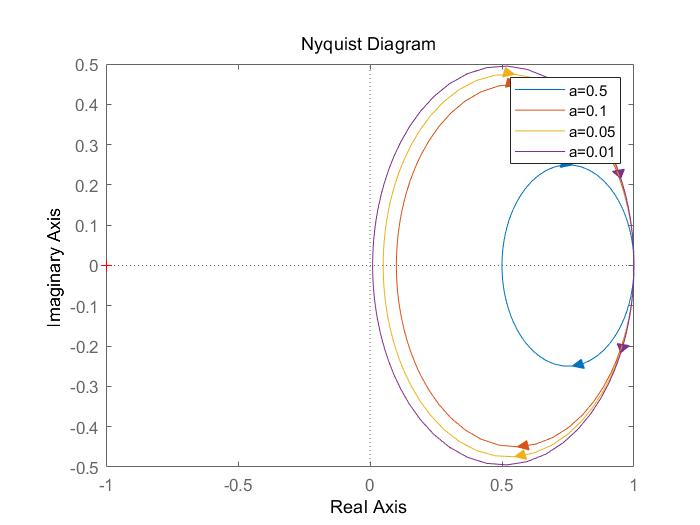 Nyquist Diagram
0.5
0.4
0.3
0.2
0.1
0
-0.1
-0.2
-0.3
-0.4
-0.5
Imaginary Axis
a=0.5
a=0.1
a=0.05
a=0.01
-1
-0.5
0
0.5
1
Real Axis